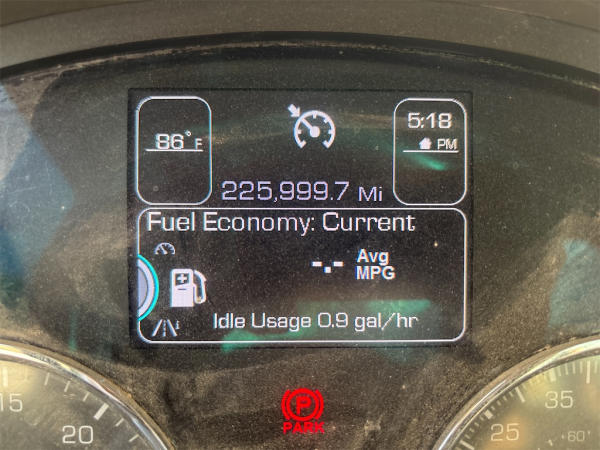 86°F
5:18
PM
225,999.7 Mi
Fuel Economy: Current
-.- Avg
MPG
Idle Usage 0.9 gal/hr
15
20
P
PARK
25
35
60